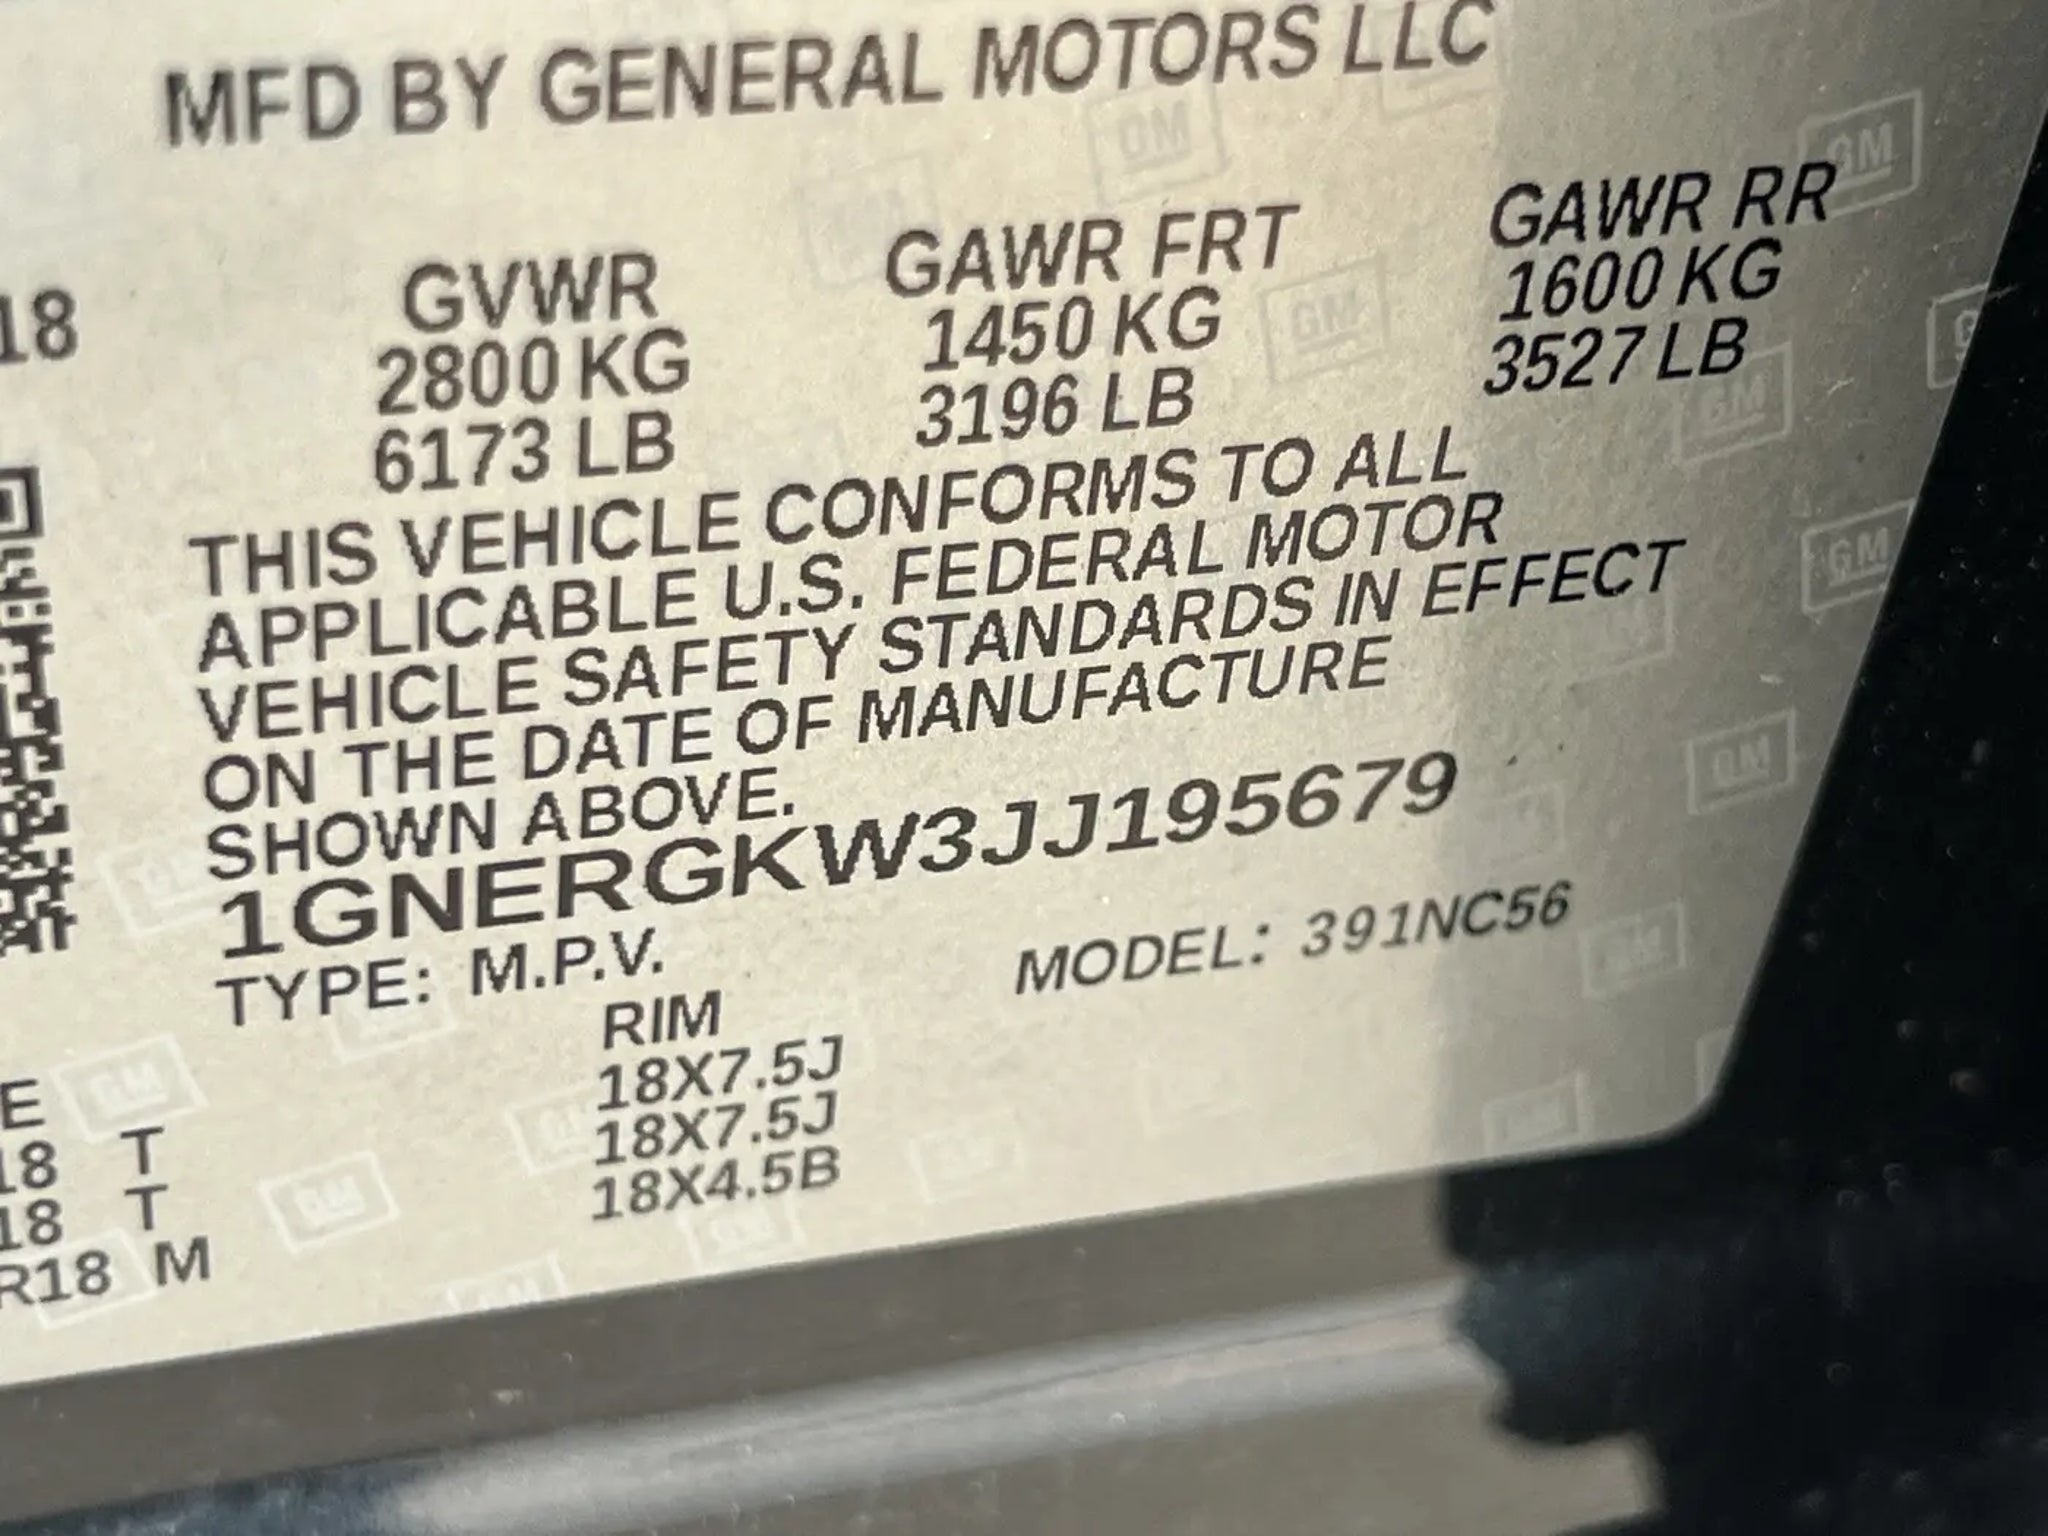 MFD BY GENERAL MOTORS LLC
18 GVWR GAWR FRT GAWR RR
2800 KG 1450 KG 1600 KG
6173 LB 3196 LB 3527 LB
THIS VEHICLE CONFORMS TO ALL
APPLICABLE U.S. FEDERAL MOTOR
VEHICLE SAFETY STANDARDS IN EFFECT
ON THE DATE OF MANUFACTURE
SHOWN ABOVE.
1GNERGKW3JJ195679
TYPE: M.P.V. MODEL: 391NC56
E RIM
18 T 18X7.5J
18 T 18X7.5J
R18 M 18X4.5B